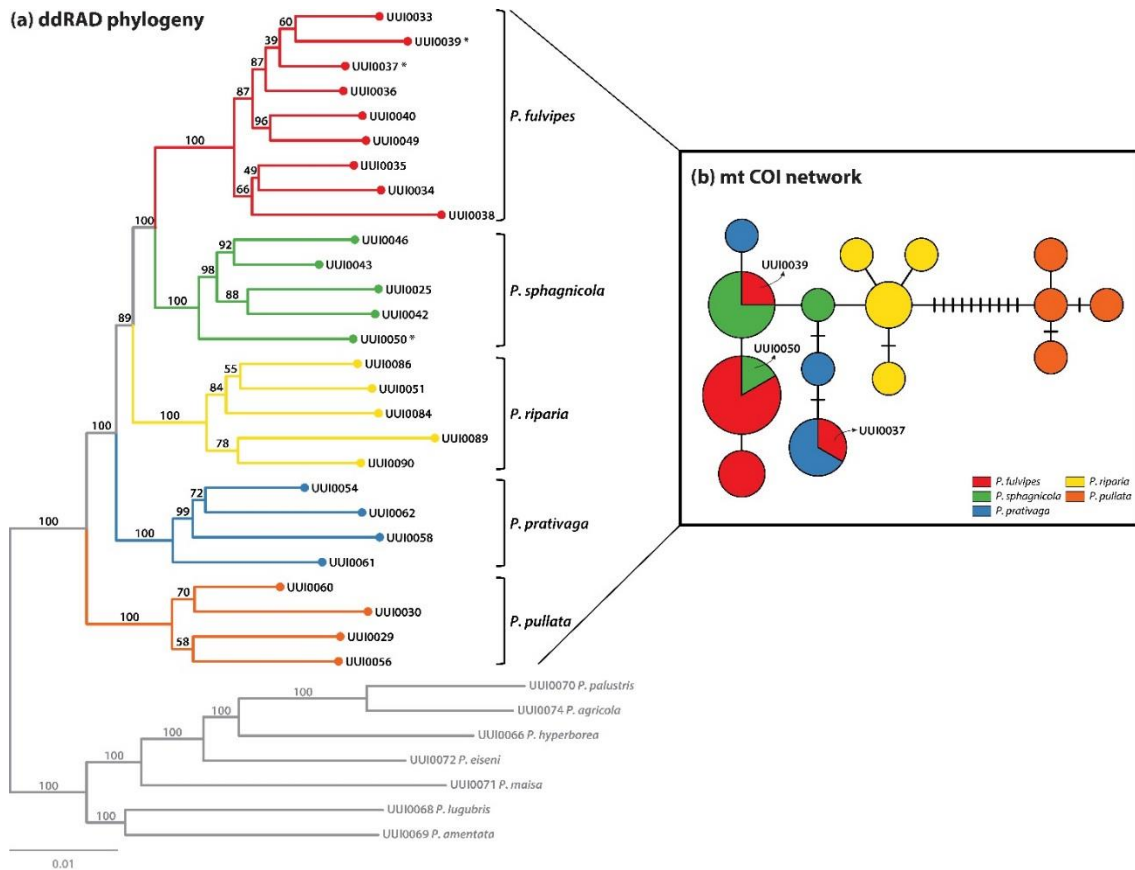 (a) ddRAD phylogeny
60
UUI0033
39
UUI0039 *
87
UUI0037 *
87
UUI0036
UUI0040
P. fulvipes
96
100
UUI0049
UUI0035
49
UUI0034
66
UUI0038
100
92
UUI0046
98
UUI0043
UUI0025
P. sphagnicola
88
100
UUI0042
UUI0050 *
89
55
UUI0086
84
UUI0051
100
UUI0084
P. riparia
78
UUI0089
UUI0090
72
UUI0054
99
UUI0062
100
UUI0058
P. prativaga
UUI0061
100
70
UUI0060
100
UUI0030
P. pullata
58
UUI0029
UUI0056
100
UUI0070 P. palustris
100
UUI0074 P. agricola
100
UUI0066 P. hyperborea
100
UUI0072 P. eiseni
100
UUI0071 P. maisa
100
UUI0068 P. lugubris
UUI0069 P. amentata
0.01
(b) mt COI network
UUI0039
UUI0050
UUI0037
P. fulvipes
P. riparia
P. sphagnicola
P. pullata
P. prativaga